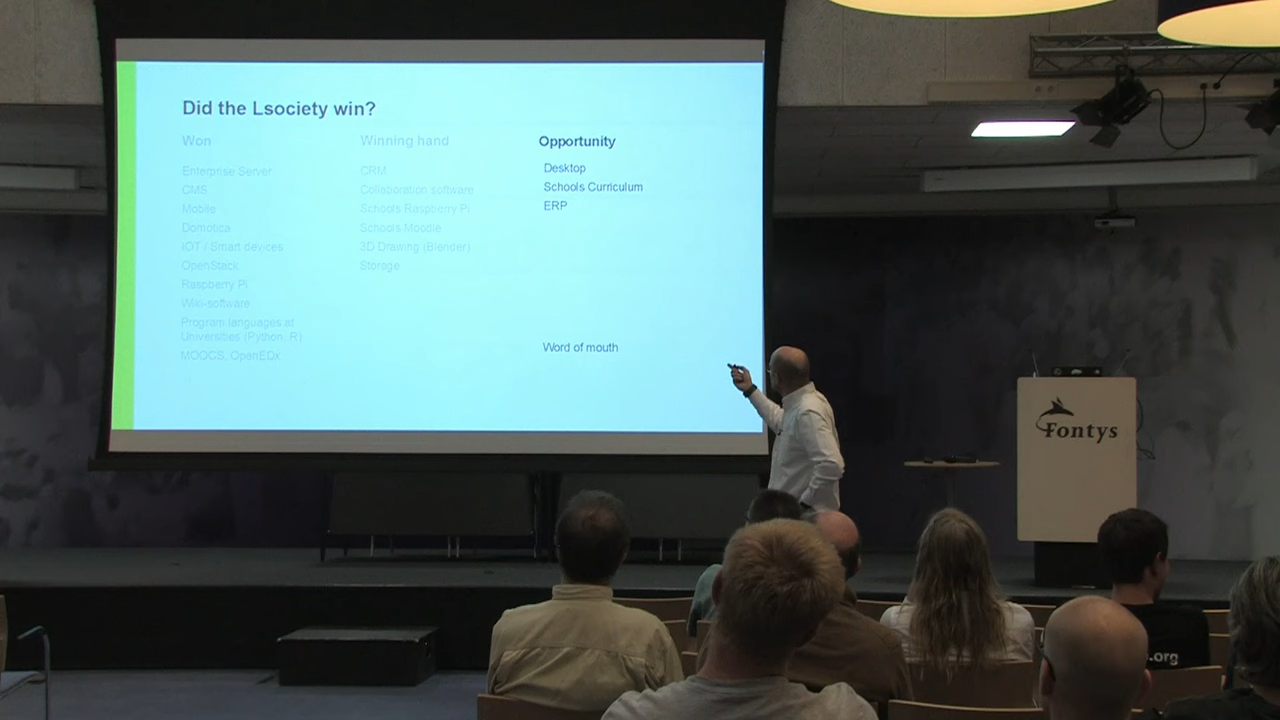 Did the Lsociety win?
Won
Enterprise Server
CMS
Mobile
Domotica
IOT / Smart devices
OpenStack
Raspberry Pi
Wiki-software
Program languages at
Universities (Python, R)
MOOCS, OpenEDx
Winning hand
CRM
Collaboration software
Schools Raspberry Pi
Schools Moodle
3D Drawing (Blender)
Storage
Opportunity
Desktop
Schools Curriculum
ERP
Word of mouth
Fontys
.org